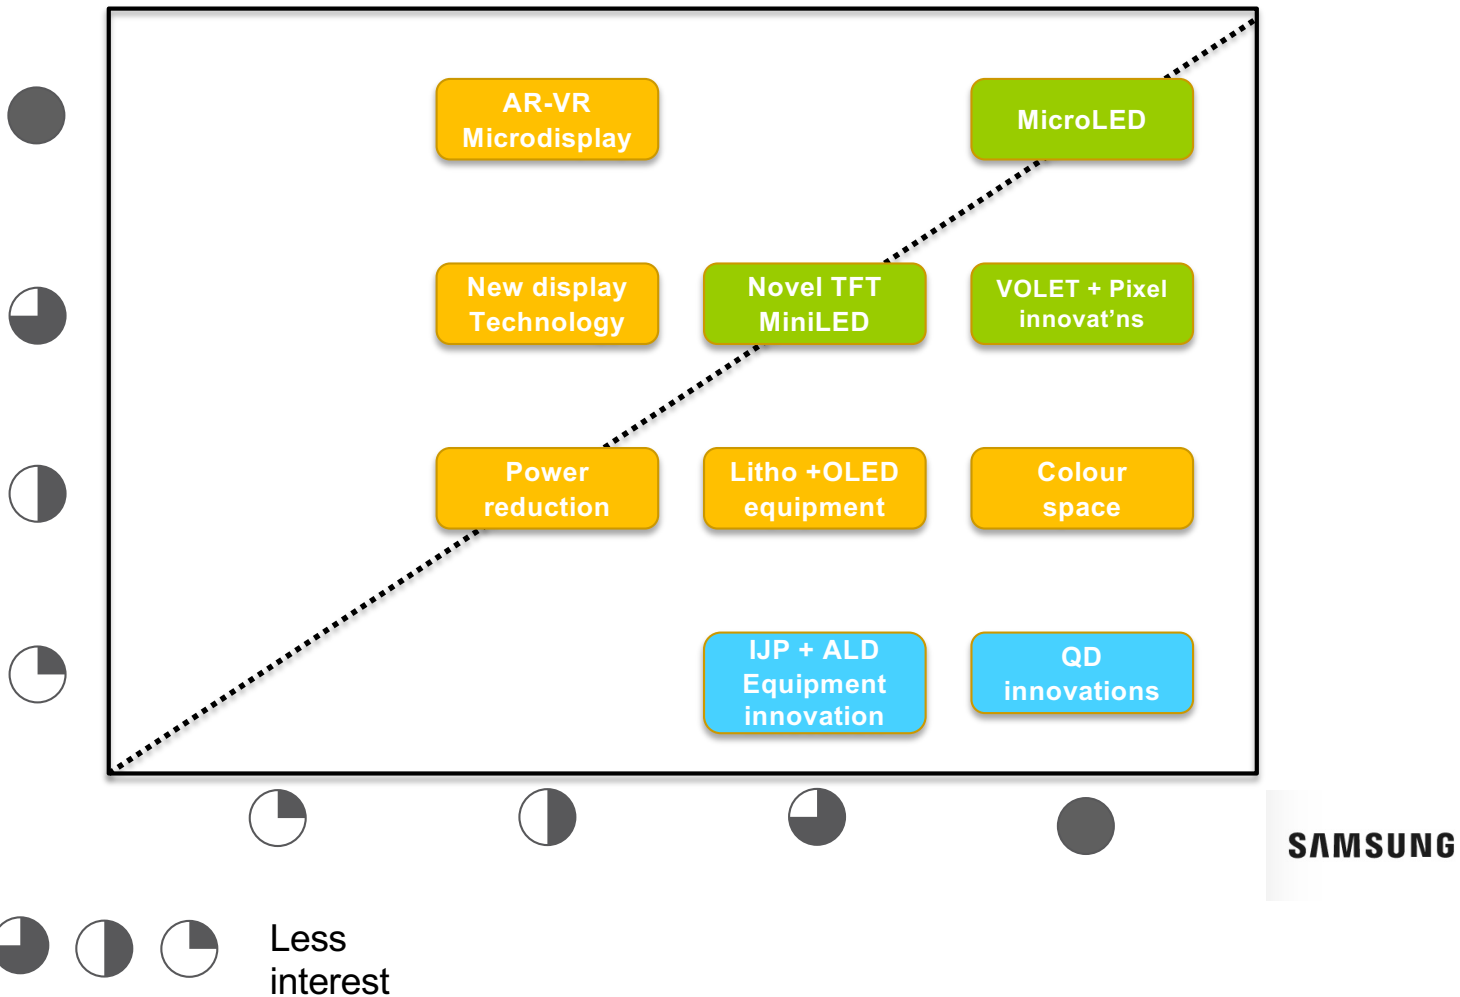 AR-VR
Microdisplay
MicroLED
New display
Technology
Novel TFT
MiniLED
VOLET + Pixel
innovat’ns
Power
reduction
Litho +OLED
equipment
Colour
space
IJP + ALD
Equipment
innovation
QD
innovations
SAMSUNG
Less
interest